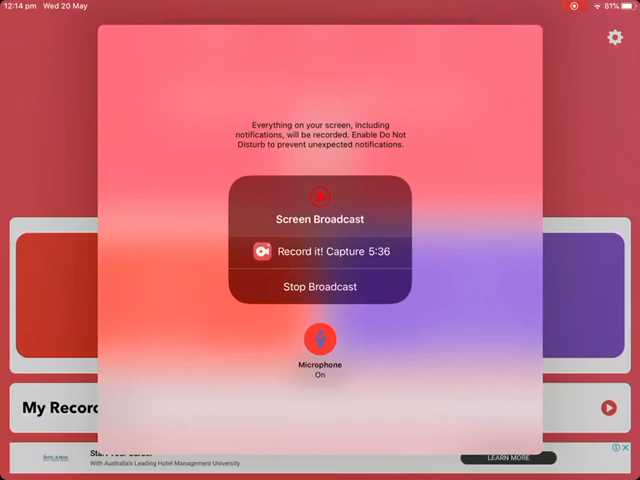 12:14 pm Wed 20 May
81%
Everything on your screen, including
notifications, will be recorded. Enable Do Not
Disturb to prevent unexpected notifications.
Screen Broadcast
Record it! Capture 5:36
Stop Broadcast
Microphone
On
My Recor
With Australia's Leading Hotel Management University
LEARN MORE